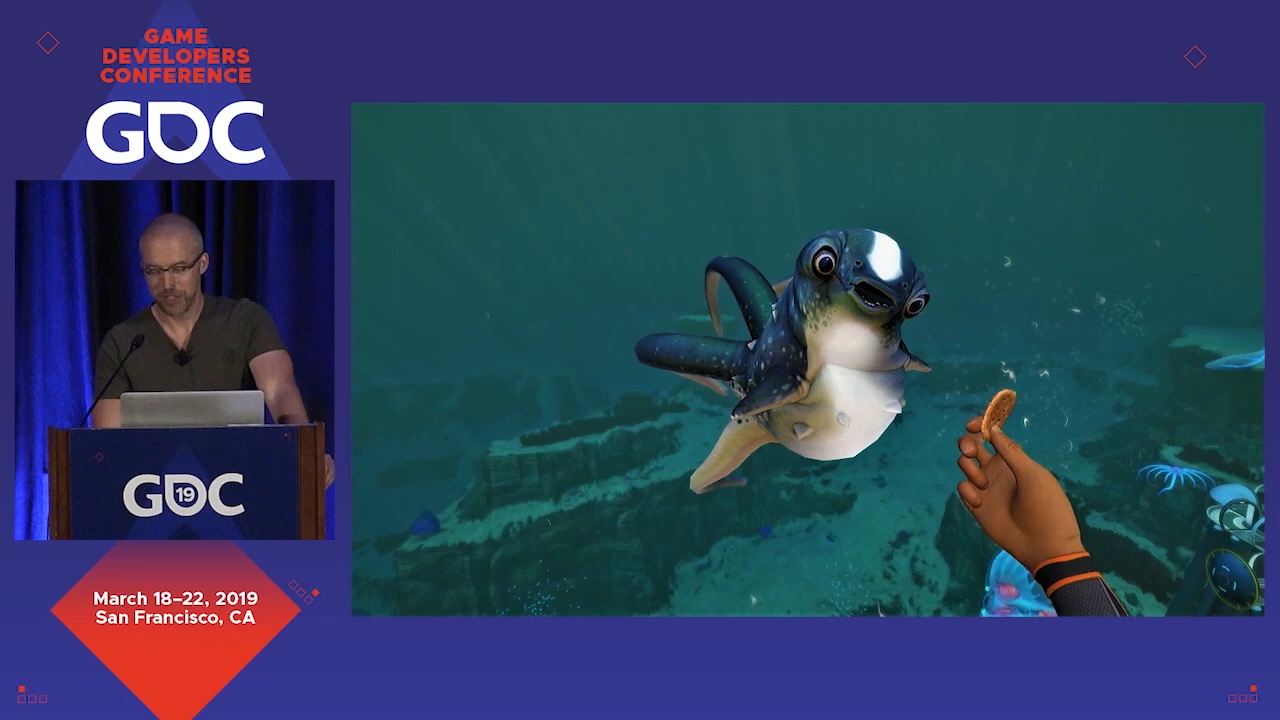 GAME
DEVELOPERS
CONFERENCE
GDC
GDC
19
March 18–22, 2019
San Francisco, CA